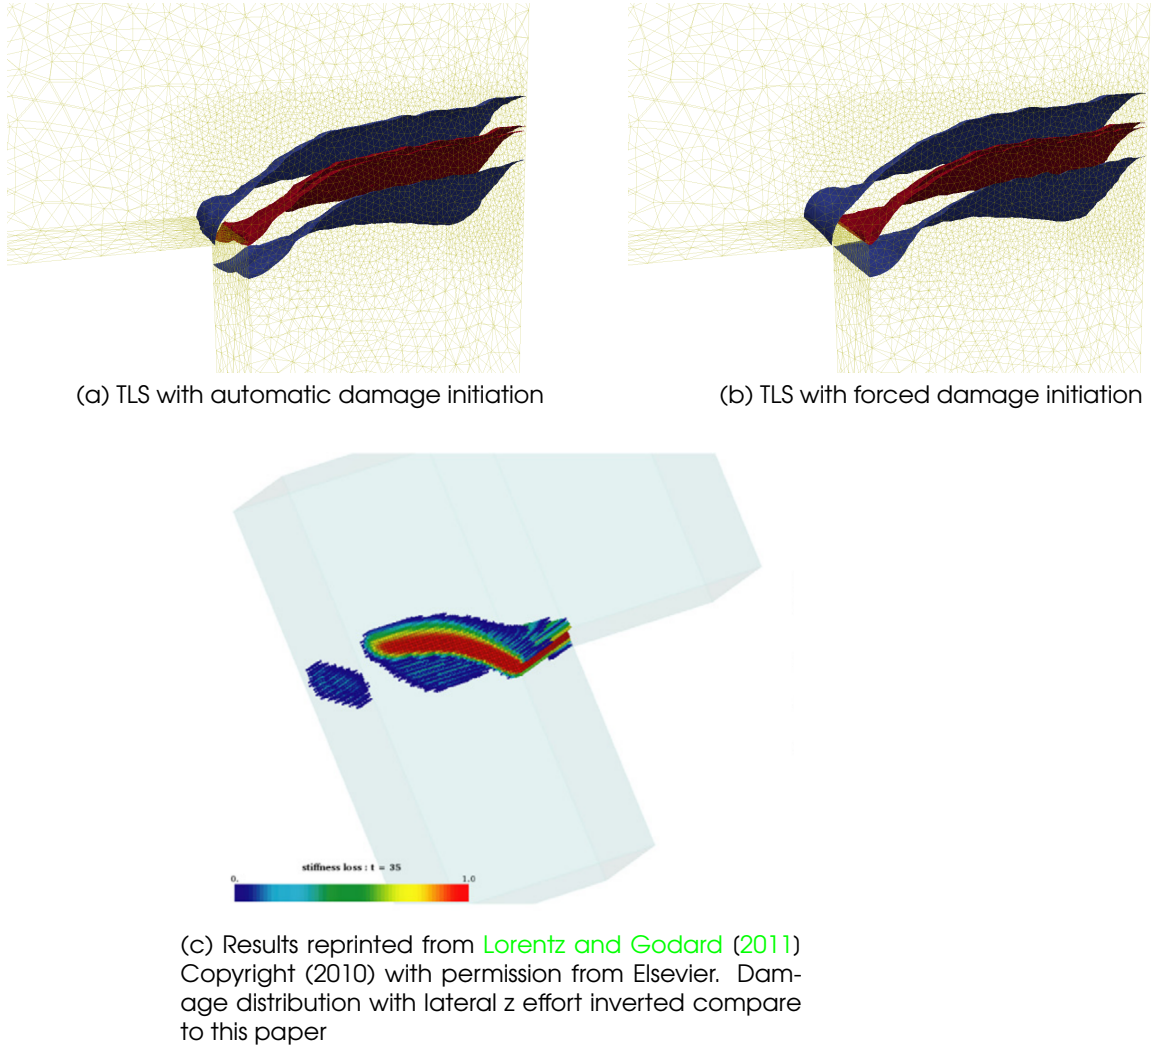 (a) TLS with automatic damage initiation
(b) TLS with forced damage initiation
stiffness loss : t = 35
0.
1.0
(c) Results reprinted from Lorentz and Godard (2011)
Copyright (2010) with permission from Elsevier. Dam-
age distribution with lateral z effort inverted compare
to this paper